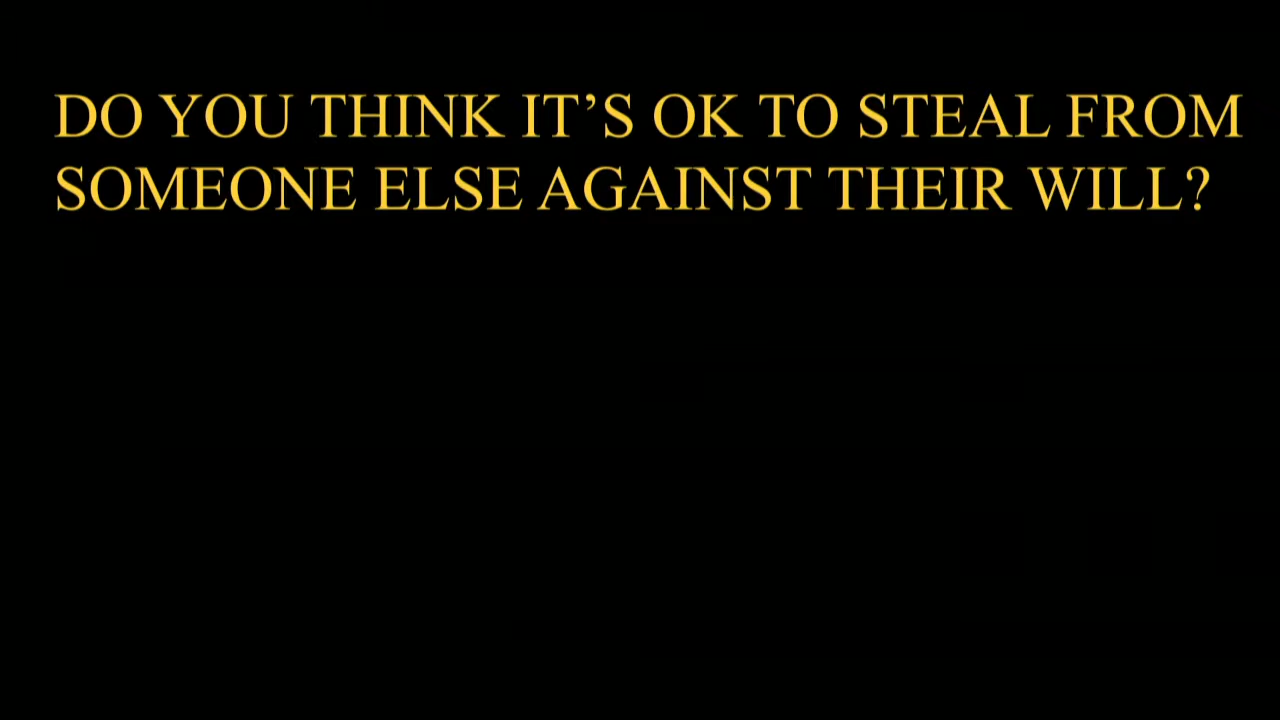 DO YOU THINK IT’S OK TO STEAL FROM
SOMEONE ELSE AGAINST THEIR WILL?